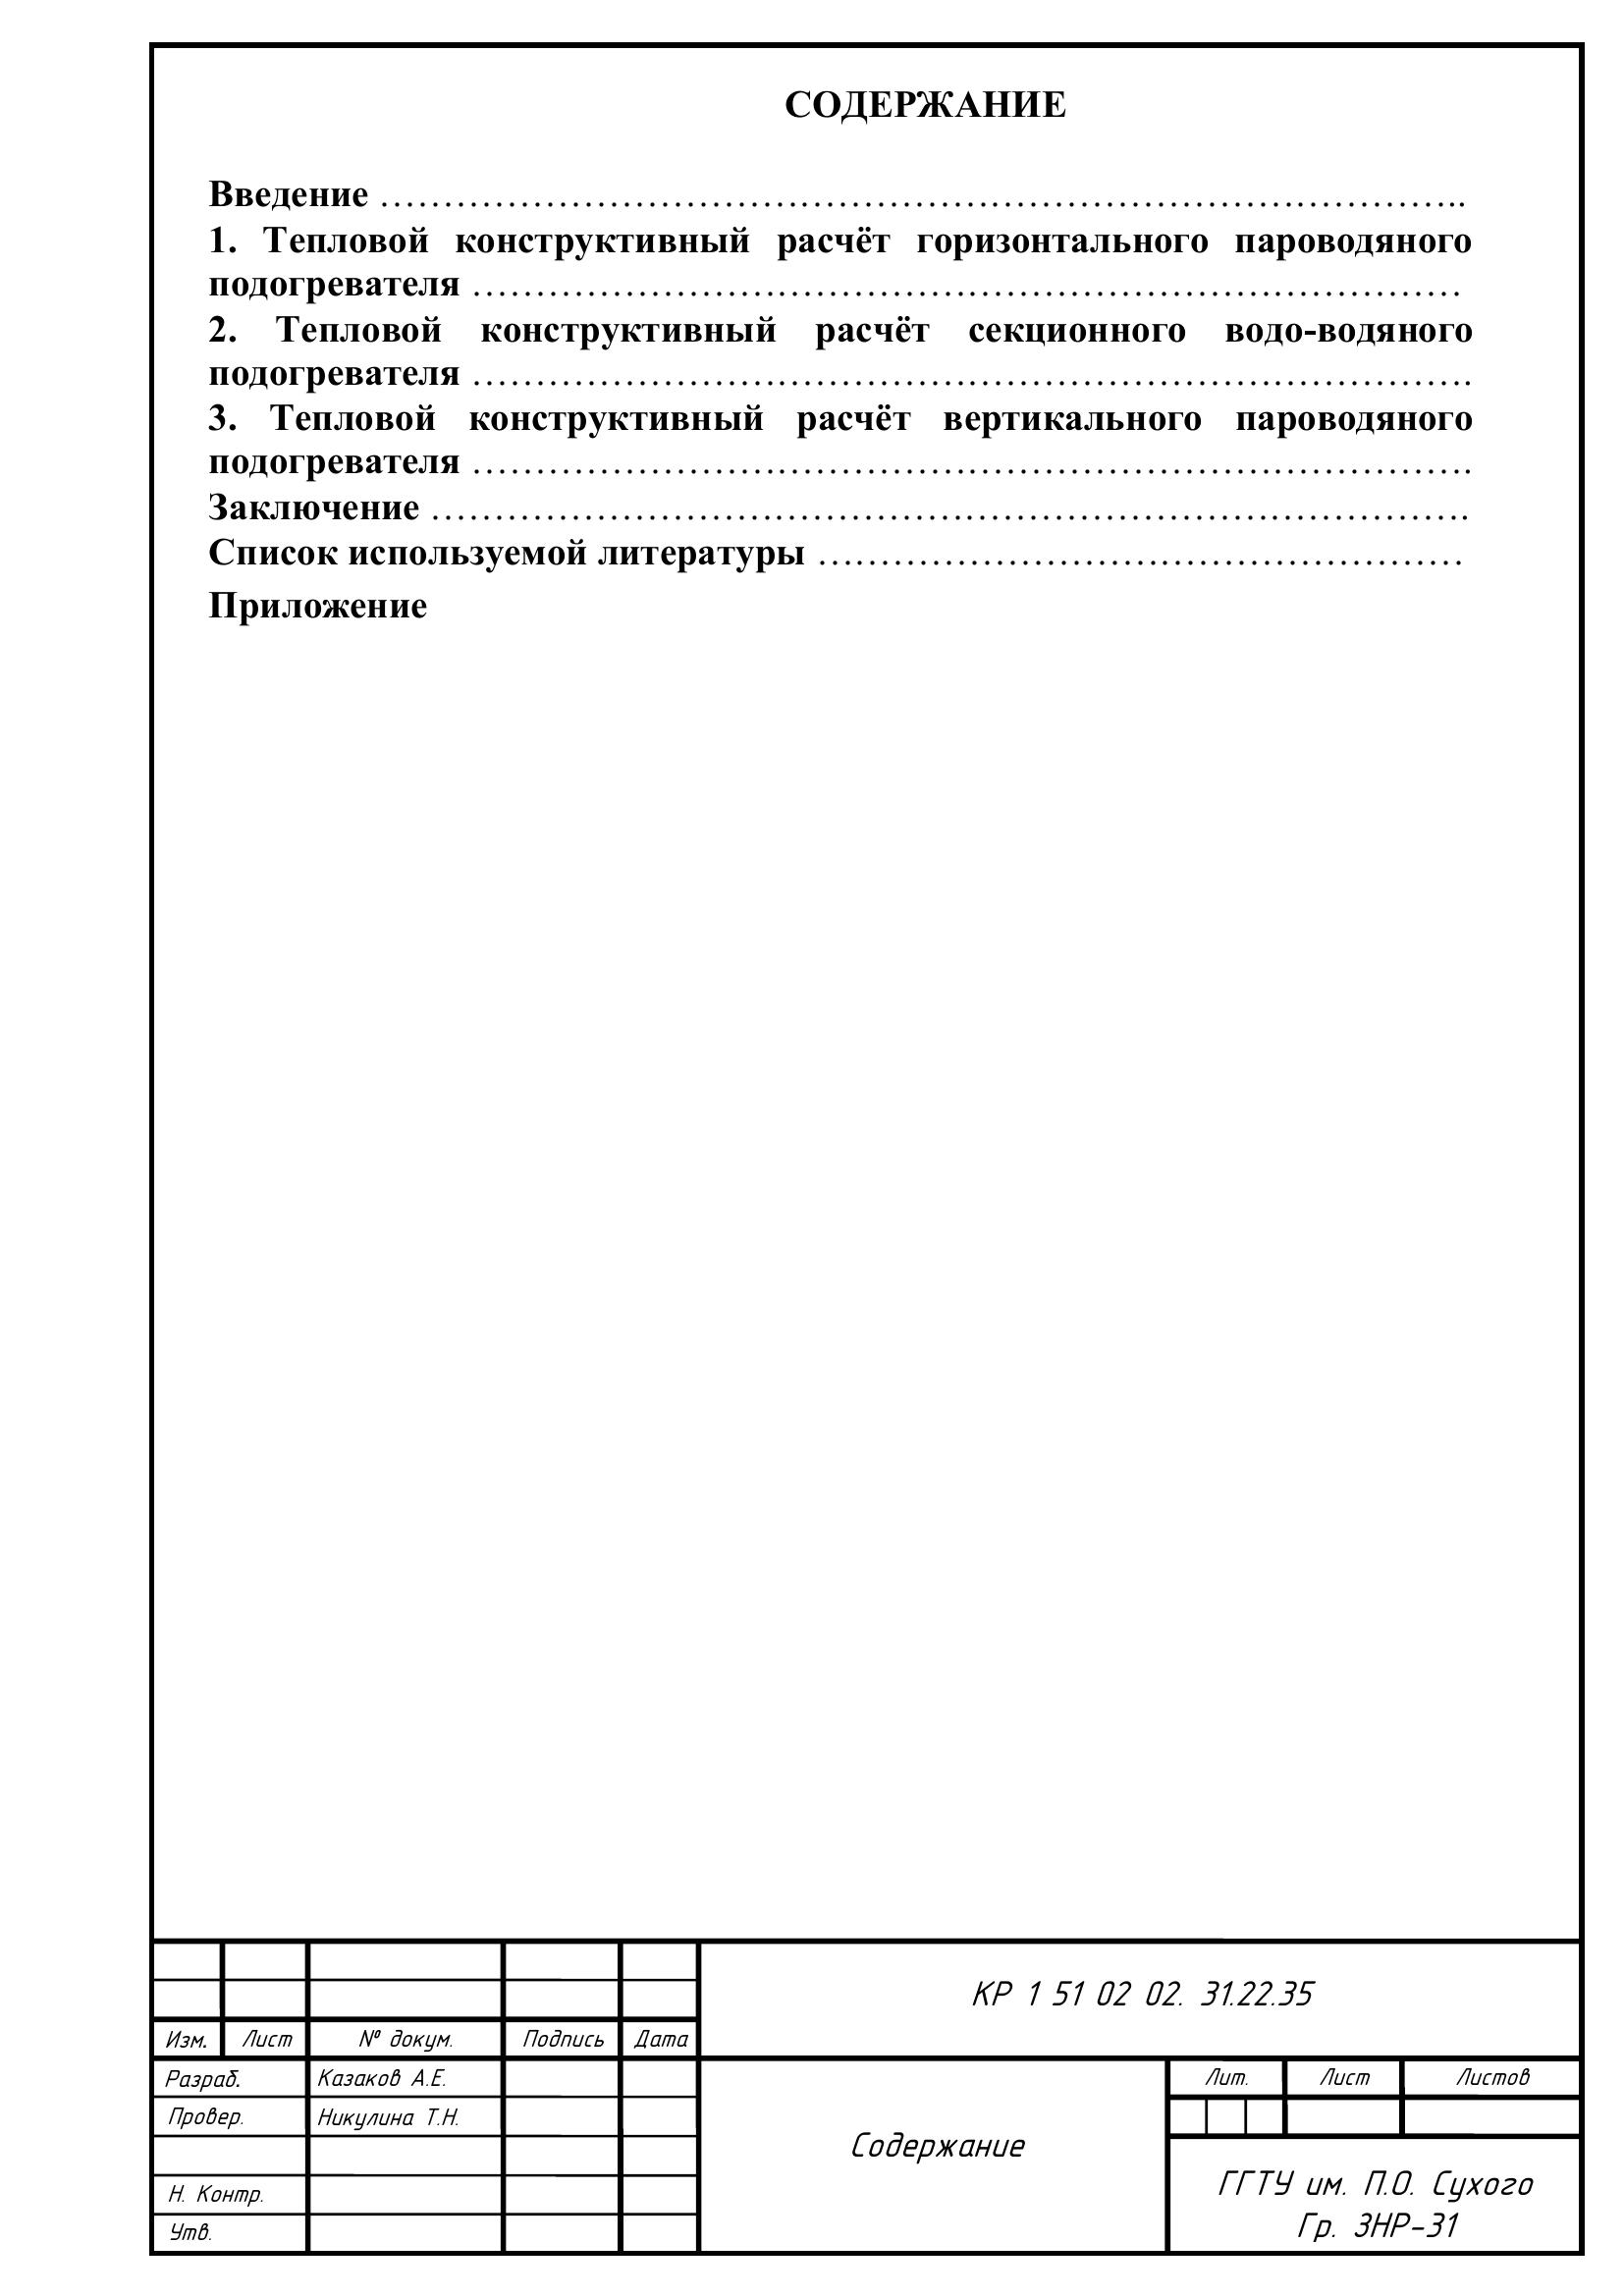 СОДЕРЖАНИЕ
Введение ………………………………………………………………………….. 
1. Тепловой конструктивный расчёт горизонтального пароводяного
подогревателя ……………………………………………………………………
2. Тепловой конструктивный расчёт секционного водо-водяного
подогревателя …………………………………………………………………….
3. Тепловой конструктивный расчёт вертикального пароводяного
подогревателя …………………………………………………………………….
Заключение ……………………………………………………………………….
Список используемой литературы ……………………………………………
Приложение
КР 1 51 02 02. 31.22.35
Изм. Лист № докум. Подпись Дата
Разраб. Казаков А.Е.
Провер. Никулина Т.Н.
Н. Контр.
Утв.
Содержание
Лит. Лист Листов
ГГТУ им. П.О. Сухого
Гр. ЗНР-31